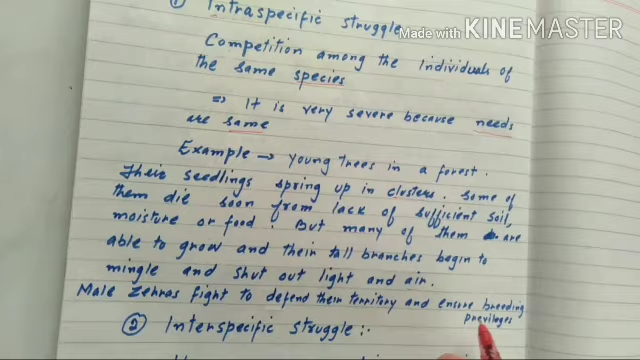 ① Intraspecific struggle
Made with KINEMASTER
Competition among the individuals of
the same species
⇒ It is very severe because needs
are same
Example → young trees in a forest.
Their seedlings spring up in clusters. Some of
them die soon from lack of sufficient soil,
moisture or food. But many of them are
able to grow and their tall branches begin to
mingle and shut out light and air.
Male Zebras fight to defend their territory and ensure breeding
previleges
② Interspecific struggle:-